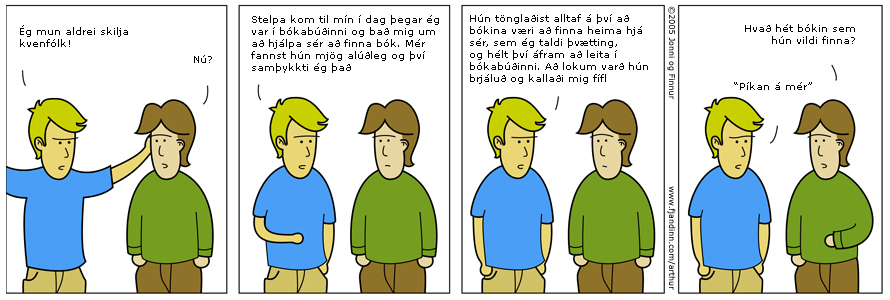 Ég mun aldrei skilja
kvenfólk!
Nú?
Stelpa kom til mín í dag þegar ég
var í bókabúðinni og bað mig um
að hjálpa sér að finna bók. Mér
fannst hún mjög alúðleg og því
samþykkti ég það
Hún tönglaðist alltaf á því að
bókina væri að finna heima hjá
sér, sem ég taldi þvætting,
og hélt því áfram að leita í
bókabúðinni. Að lokum varð hún
brjáluð og kallaði mig fífl
©2005 Jonni og Finnur
www.fjandinn.com/arthur
Hvað hét bókin sem
hún vildi finna?
“Píkan á mér”